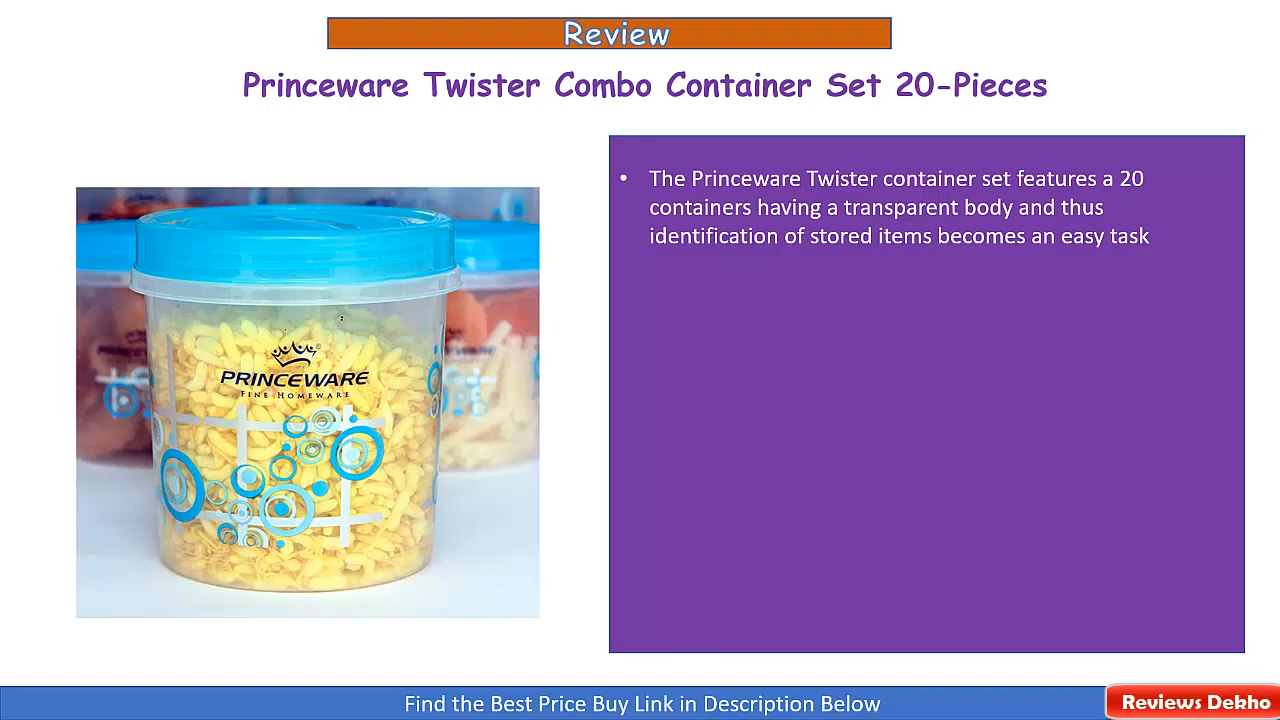 Review
Princeware Twister Combo Container Set 20-Pieces
• The Princeware Twister container set features a 20
containers having a transparent body and thus
identification of stored items becomes an easy task
PRINCEWARE
FINE HOMEWARE
Find the Best Price Buy Link in Description Below
Reviews Dekho